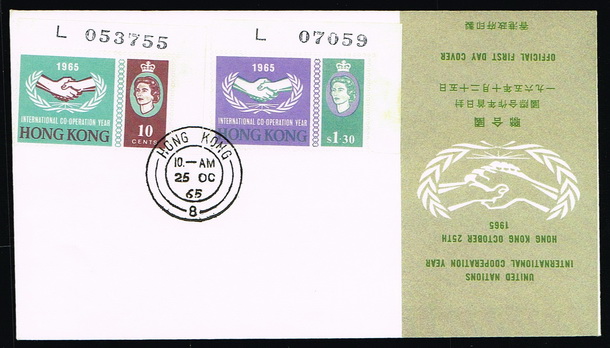 L 053755
1965
INTERNATIONAL CO-OPERATION YEAR
HONG KONG
10
CENTS
L 07059
1965
INTERNATIONAL CO-OPERATION YEAR
HONG KONG
$1·30
HONG KONG
10.—AM
25 OC
65
8
UNITED NATIONS
INTERNATIONAL COOPERATION YEAR
HONG KONG OCTOBER 25TH
1965
聯合國
國際合作年首日封
一九六五年十月二十五日
OFFICIAL FIRST DAY COVER
香港政府印製